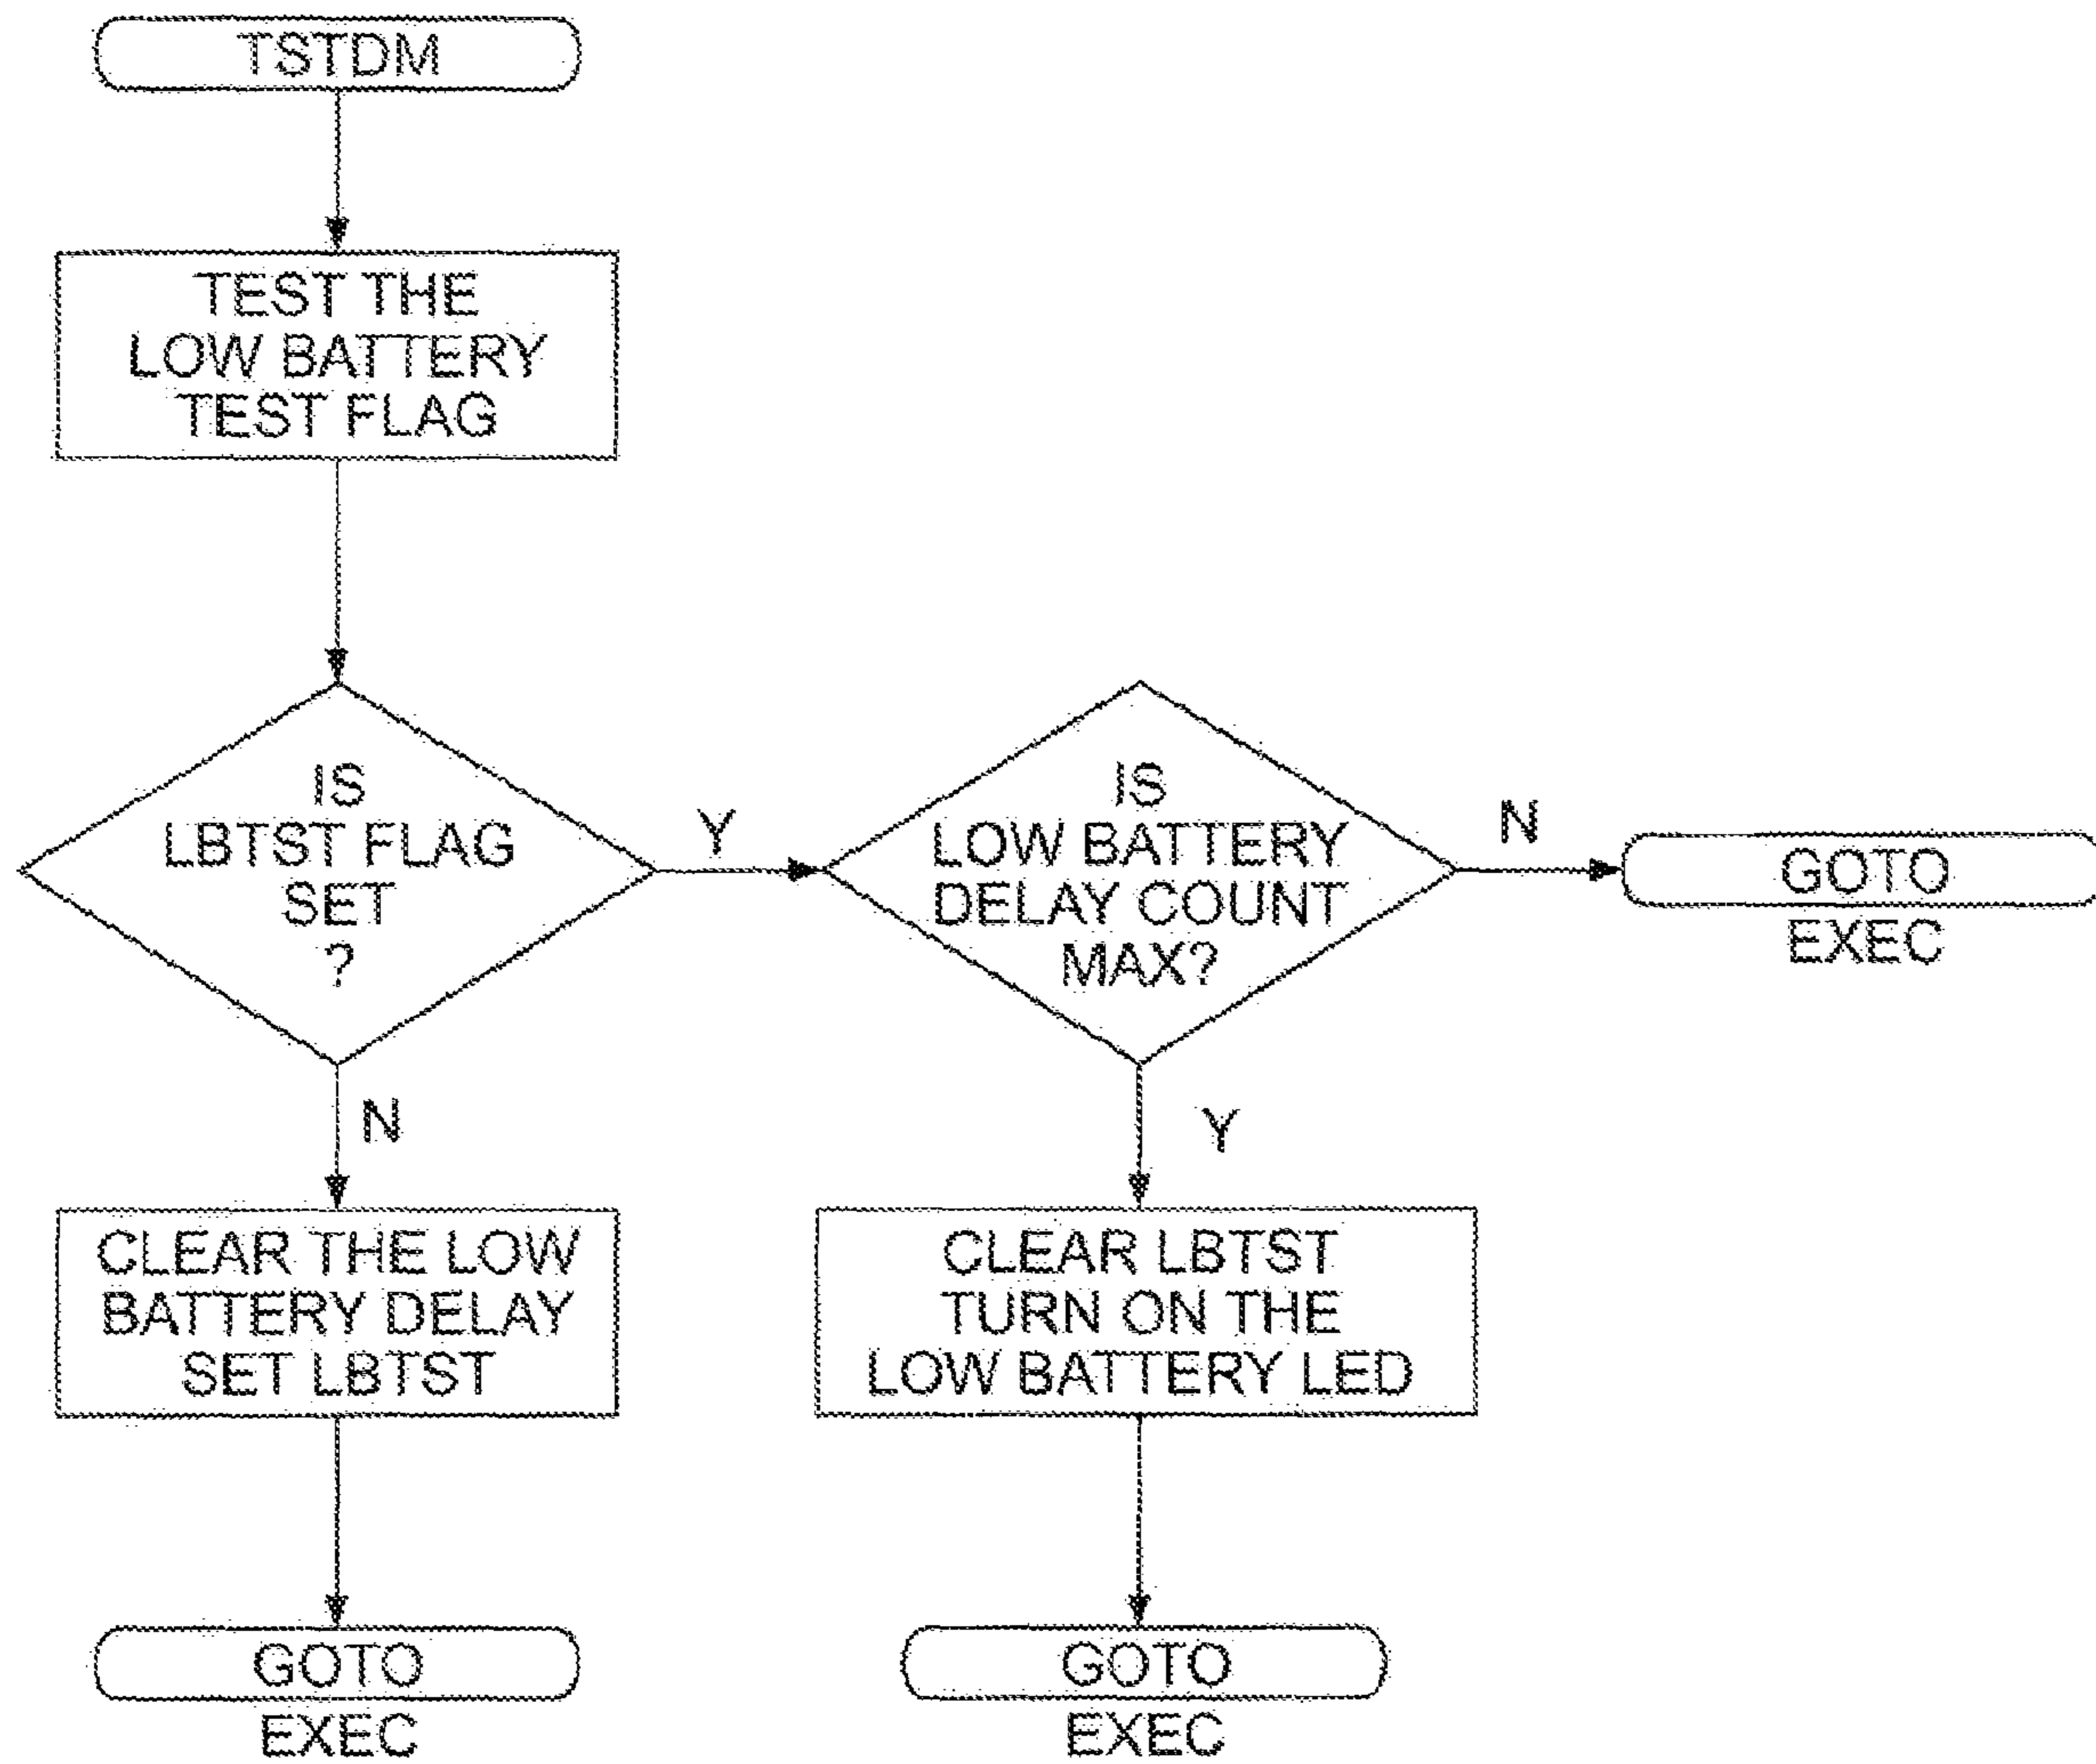 TSTDM
TEST THE
LOW BATTERY
TEST FLAG
IS
LBTST FLAG
SET
?
Y
IS
LOW BATTERY
DELAY COUNT
MAX?
N
GOTO
EXEC
N
Y
CLEAR THE LOW
BATTERY DELAY
SET LBTST
CLEAR LBTST
TURN ON THE
LOW BATTERY LED
GOTO
EXEC
GOTO
EXEC